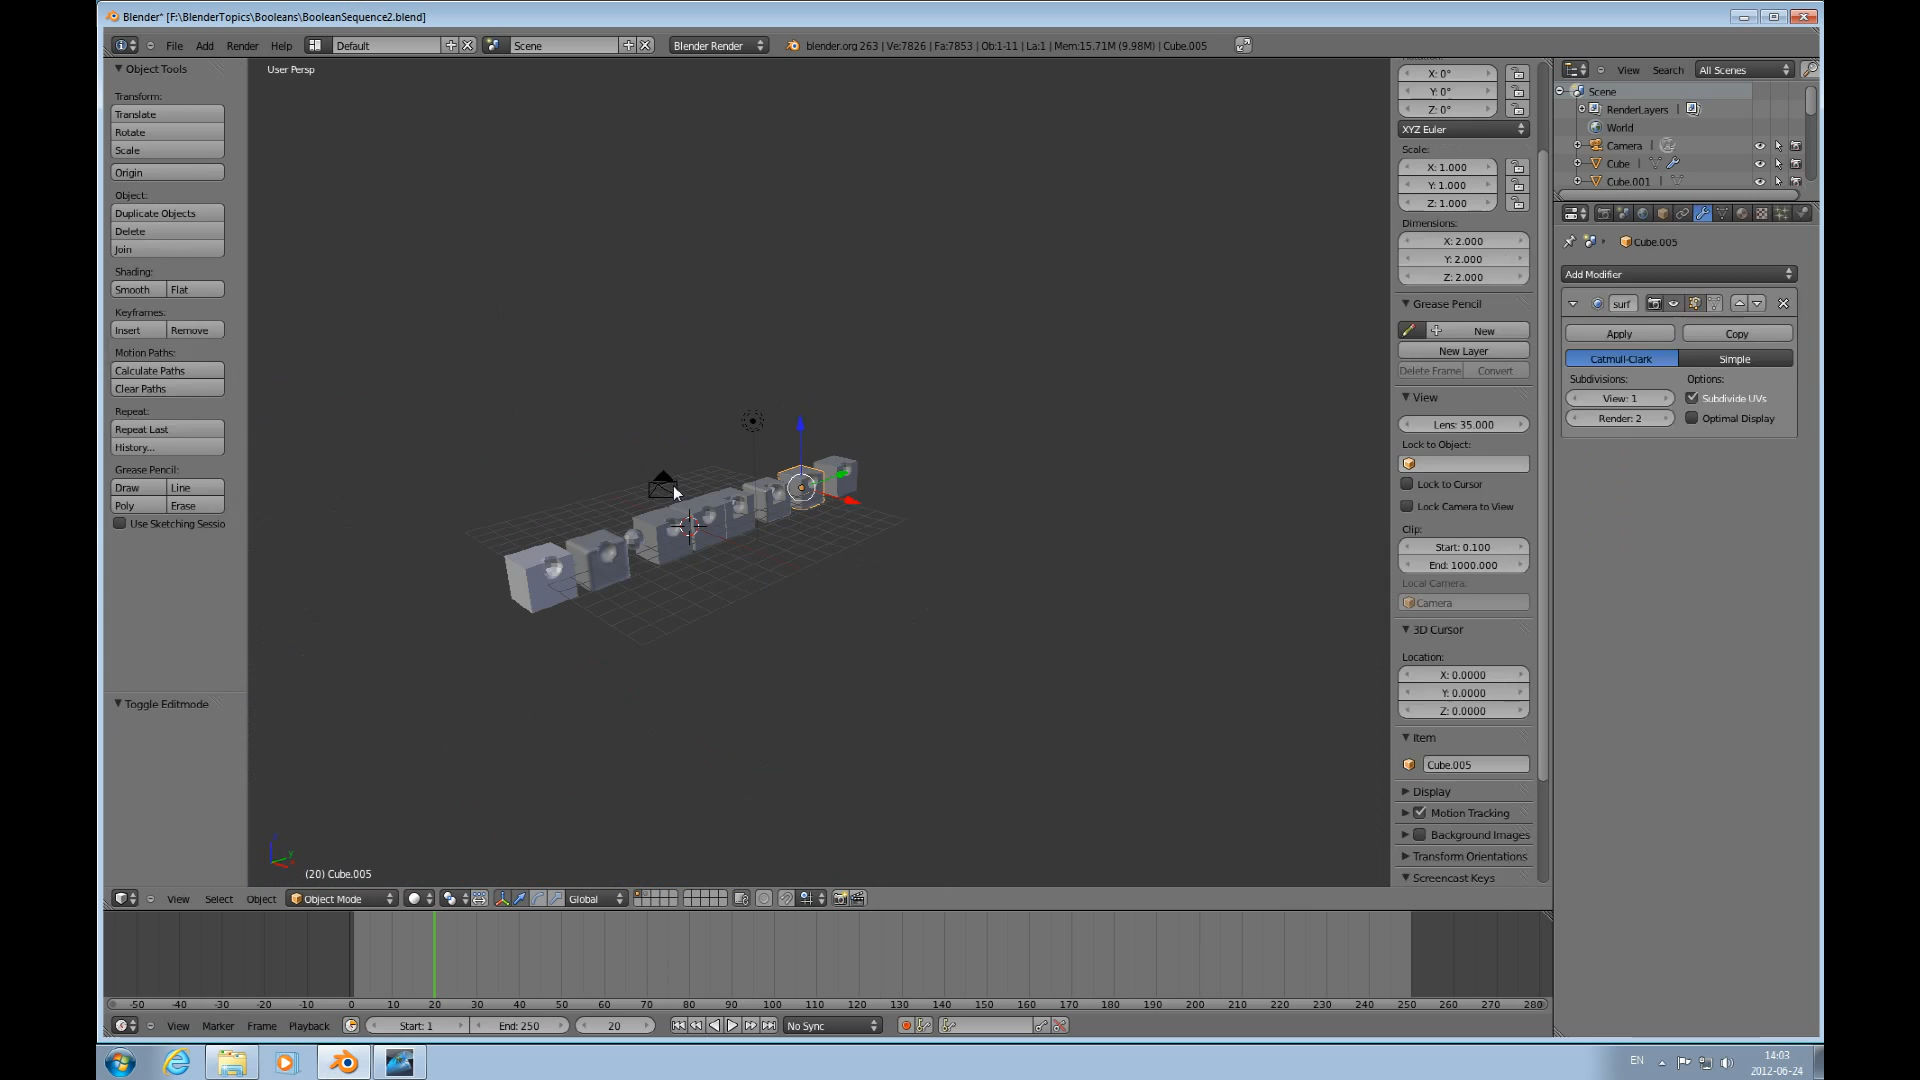 Blender* [F:\BlenderTopics\Booleans\BooleanSequence2.blend]
File Add Render Help Default Scene Blender Render blender.org 263 | Ve:7826 | Fa:7853 | Ob:1-11 | La:1 | Mem:15.71M (9.98M) | Cube.005
Object Tools
Transform:
Translate
Rotate
Scale
Origin
Object:
Duplicate Objects
Delete
Join
Shading:
Smooth Flat
Keyframes:
Insert Remove
Motion Paths:
Calculate Paths
Clear Paths
Repeat:
Repeat Last
History...
Grease Pencil:
Draw Line
Poly Erase
Use Sketching Sessio
Toggle Editmode
User Persp
(20) Cube.005
X: 0°
Y: 0°
Z: 0°
XYZ Euler
Scale:
X: 1.000
Y: 1.000
Z: 1.000
Dimensions:
X: 2.000
Y: 2.000
Z: 2.000
Grease Pencil
New
New Layer
Delete Frame Convert
View
Lens: 35.000
Lock to Object:
Lock to Cursor
Lock Camera to View
Clip:
Start: 0.100
End: 1000.000
Local Camera:
Camera
3D Cursor
Location:
X: 0.0000
Y: 0.0000
Z: 0.0000
Item
Cube.005
Display
Motion Tracking
Background Images
Transform Orientations
Screencast Keys
View Search All Scenes
Scene
RenderLayers
World
Camera
Cube
Cube.001
Cube.005
Add Modifier
surf
Apply Copy
Catmull-Clark Simple
Subdivisions: Options:
View: 1 Subdivide UVs
Render: 2 Optimal Display
View Select Object Object Mode Global
-50 -40 -30 -20 -10 0 10 20 30 40 50 60 70 80 90 100 110 120 130 140 150 160 170 180 190 200 210 220 230 240 250 260 270 280
View Marker Frame Playback Start: 1 End: 250 20 No Sync
EN 14:03
2012-06-24